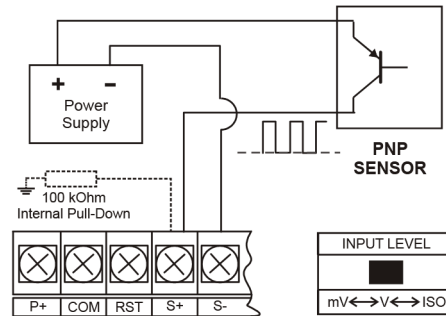 + -
Power
Supply
PNP
SENSOR
100 kOhm
Internal Pull-Down
INPUT LEVEL
mV↔V↔ISO
P+ COM RST S+ S-